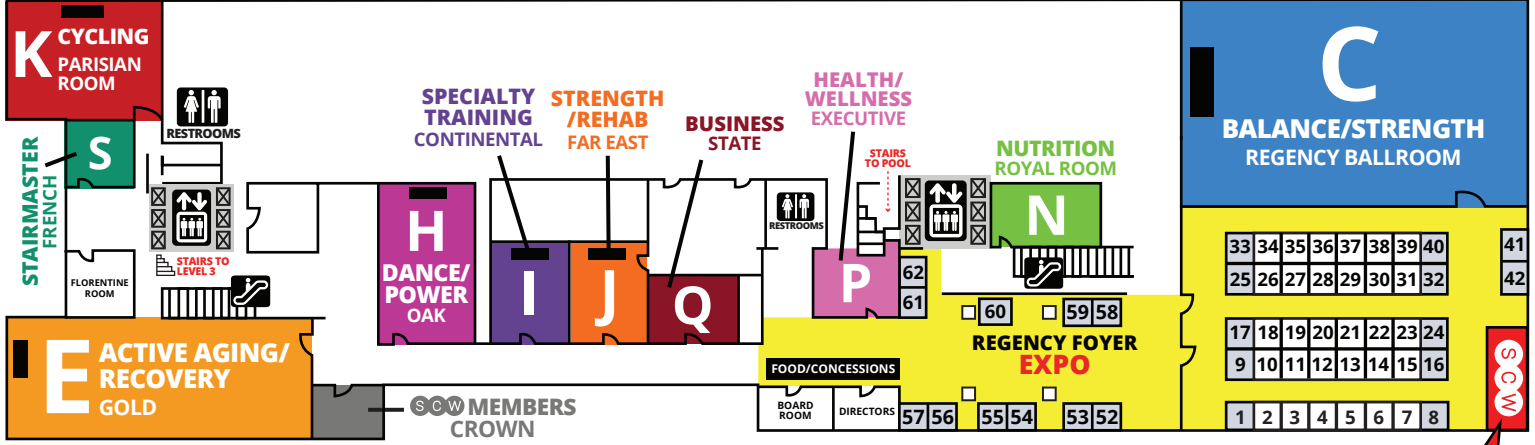 K
CYCLING
PARISIAN
ROOM
RESTROOMS
S
STAIRMASTER
FRENCH
STAIRS TO
LEVEL 3
FLORENTINE
ROOM
E
ACTIVE AGING/
RECOVERY
GOLD
SCW MEMBERS
CROWN
H
DANCE/
POWER
OAK
SPECIALTY
TRAINING
CONTINENTAL
I
STRENGTH
/REHAB
FAR EAST
J
BUSINESS
STATE
Q
RESTROOMS
HEALTH/
WELLNESS
EXECUTIVE
P
STAIRS
TO POOL
NUTRITION
ROYAL ROOM
N
62
61
60
59 58
REGENCY FOYER
EXPO
FOOD/CONCESSIONS
BOARD
ROOM
DIRECTORS
57 56
55 54
53 52
C
BALANCE/STRENGTH
REGENCY BALLROOM
33 34 35 36 37 38 39 40
25 26 27 28 29 30 31 32
17 18 19 20 21 22 23 24
9 10 11 12 13 14 15 16
1 2 3 4 5 6 7 8
41
42
SCW